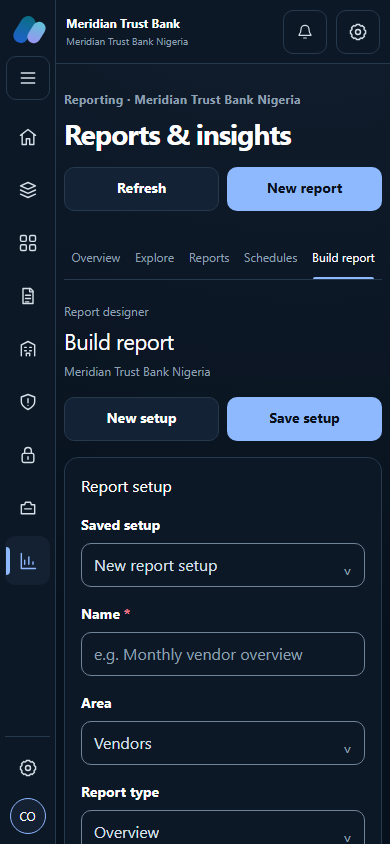 Meridian Trust Bank
Meridian Trust Bank Nigeria
Reporting · Meridian Trust Bank Nigeria
Reports & insights
Refresh
New report
Overview Explore Reports Schedules Build report
Report designer
Build report
Meridian Trust Bank Nigeria
New setup
Save setup
Report setup
Saved setup
New report setup v
Name *
e.g. Monthly vendor overview
Area
Vendors v
Report type
Overview v
CO